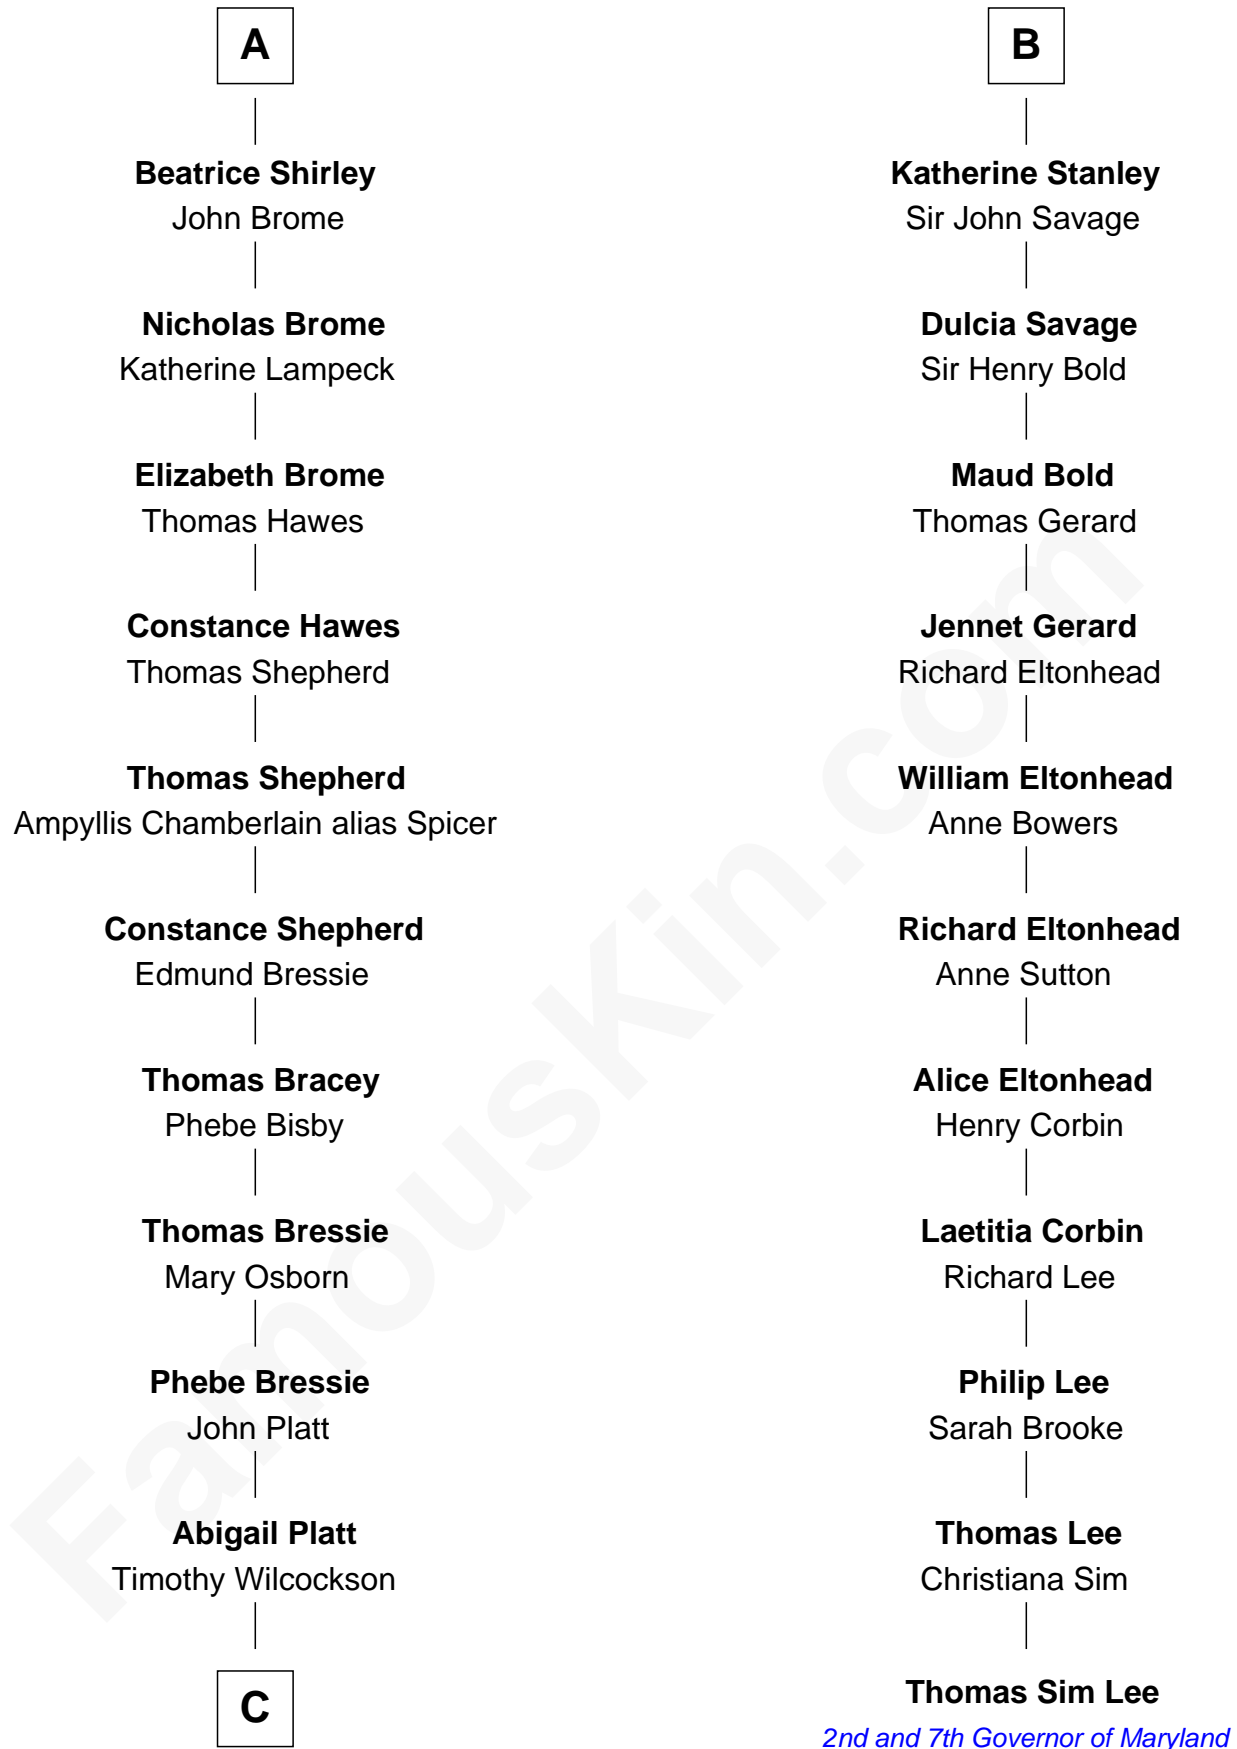 A
Beatrice Shirley
John Brome
Nicholas Brome
Katherine Lampeck
Elizabeth Brome
Thomas Hawes
Constance Hawes
Thomas Shepherd
Thomas Shepherd
Ampyllis Chamberlain alias Spicer
Constance Shepherd
Edmund Bressie
Thomas Bracey
Phebe Bisby
Thomas Bressie
Mary Osborn
Phebe Bressie
John Platt
Abigail Platt
Timothy Wilcockson
C
B
Katherine Stanley
Sir John Savage
Dulcia Savage
Sir Henry Bold
Maud Bold
Thomas Gerard
Jennet Gerard
Richard Eltonhead
William Eltonhead
Anne Bowers
Richard Eltonhead
Anne Sutton
Alice Eltonhead
Henry Corbin
Laetitia Corbin
Richard Lee
Philip Lee
Sarah Brooke
Thomas Lee
Christiana Sim
Thomas Sim Lee
2nd and 7th Governor of Maryland
FamousKin.com